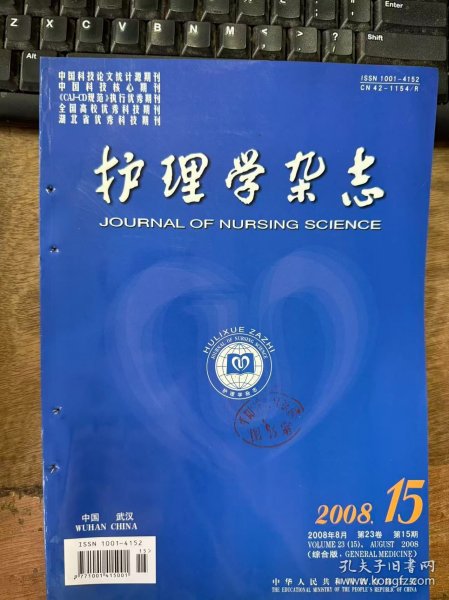 Enter
Shift
Z X C V B N M < > ?
中国科技论文统计源期刊
中国科技核心期刊
《CAJ-CD规范》执行优秀期刊
全国高校优秀科技期刊
湖北省优秀科技期刊
ISSN 1001-4152
CN 42-1154/R
护理学杂志
JOURNAL OF NURSING SCIENCE
HULIXUE ZAZHI
JOURNAL OF NURSING SCIENCE
护理学杂志
2008.15
中国 武汉
WUHAN CHINA
2008年8月 第23卷 第15期
VOLUME 23 (15), AUGUST 2008
(综合版, GENERAL MEDICINE)
ISSN 1001-4152
15>
9771001415001
中华人民共和国教育部
THE EDUCATIONAL MINISTRY OF THE PEOPLE'S REPUBLIC OF CHINA
孔夫子旧书网
kongfz.com